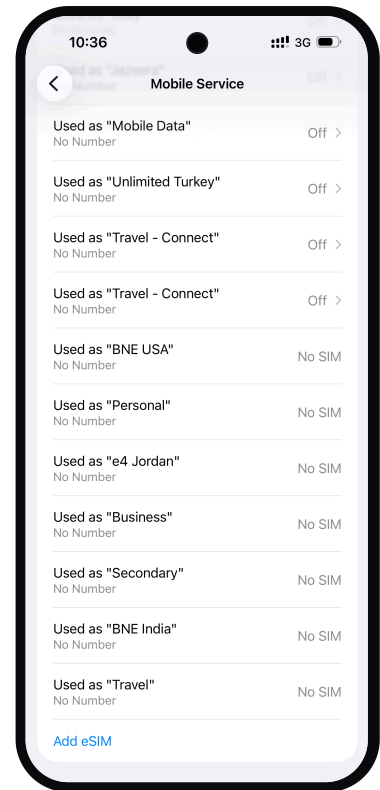 10:36
3G
Used as "Jazeera"
Off
Mobile Service
Used as "Mobile Data"
No Number
Off
Used as "Unlimited Turkey"
No Number
Off
Used as "Travel - Connect"
No Number
Off
Used as "Travel - Connect"
No Number
Off
Used as "BNE USA"
No Number
No SIM
Used as "Personal"
No Number
No SIM
Used as "e4 Jordan"
No Number
No SIM
Used as "Business"
No Number
No SIM
Used as "Secondary"
No Number
No SIM
Used as "BNE India"
No Number
No SIM
Used as "Travel"
No Number
No SIM
Add eSIM